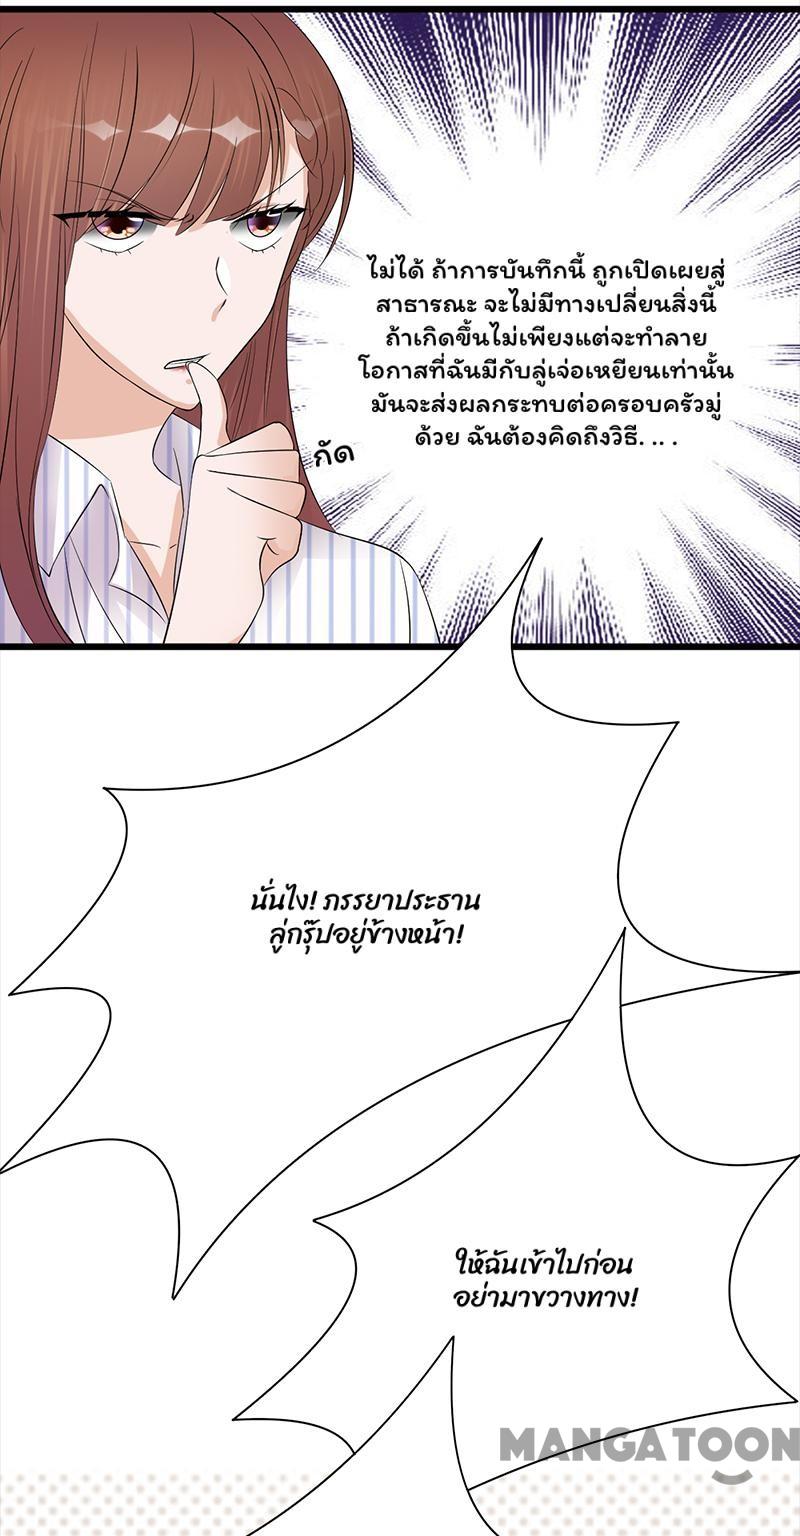 ไม่ได้ ถ้าการบันทึกนี้ ถูกเปิดเผยสู่
สาธารณะ จะไม่มีทางเปลี่ยนสิ่งนี้
ถ้าเกิดขึ้นไม่เพียงแต่จะทำลาย
โอกาสที่ฉันมีกับลู่เจ่อเหยียนเท่านั้น
มันจะส่งผลกระทบต่อครอบครัวมู่
ด้วย ฉันต้องคิดถึงวิธี. .. .
กัด
นั่นไง! ภรรยาประธาน
ลู่กรุ๊ปอยู่ข้างหน้า!
ให้ฉันเข้าไปก่อน
อย่ามาขวางทาง!
MANGATOON